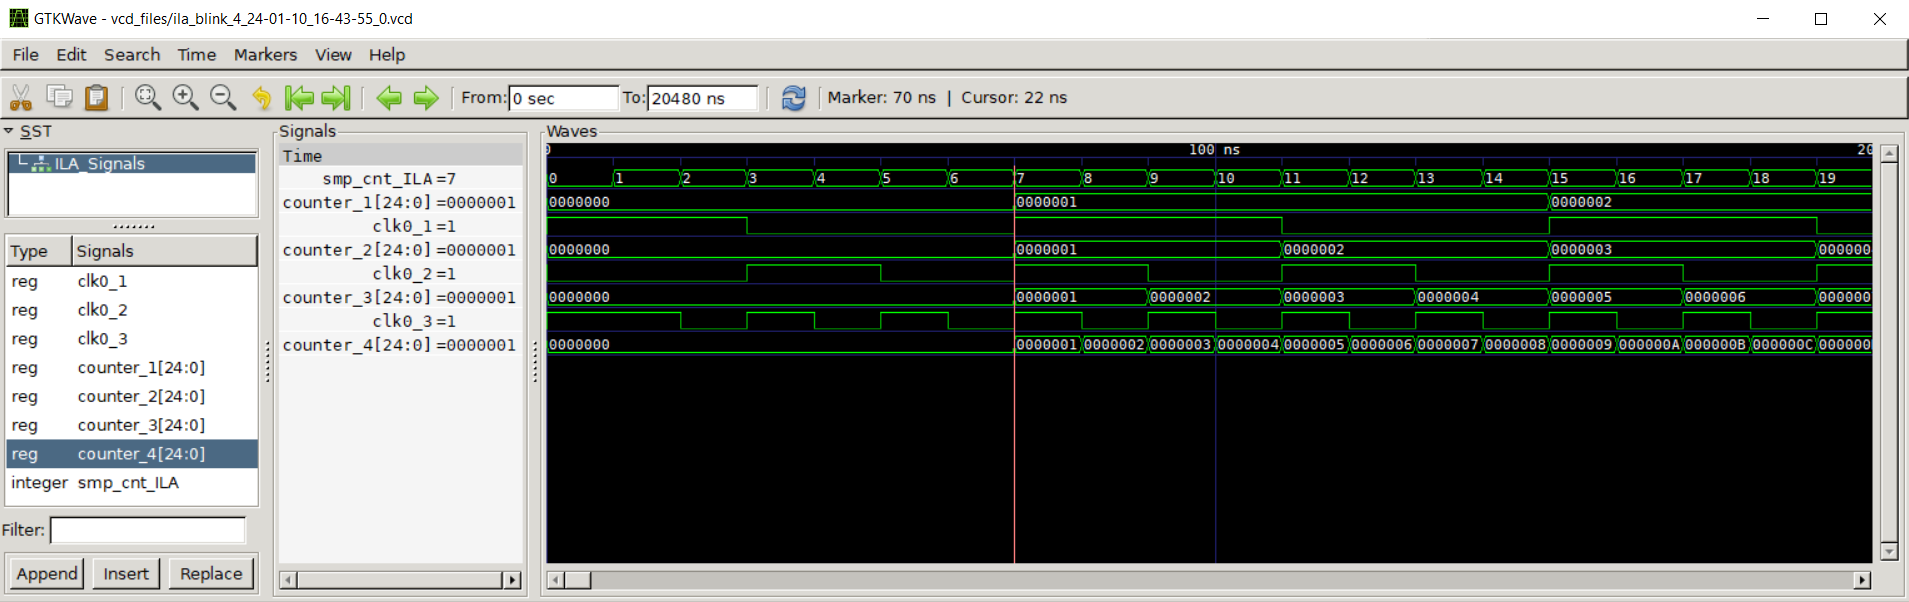 GTKWave - vcd_files/ila_blink_4_24-01-10_16-43-55_0.vcd
File Edit Search Time Markers View Help
From: 0 sec To: 20480 ns Marker: 70 ns | Cursor: 22 ns
SST
ILA_Signals
Type Signals
reg clk0_1
reg clk0_2
reg clk0_3
reg counter_1[24:0]
reg counter_2[24:0]
reg counter_3[24:0]
reg counter_4[24:0]
integer smp_cnt_ILA
Filter:
Append Insert Replace
Signals
Time
smp_cnt_ILA =7
counter_1[24:0] =0000001
clk0_1 =1
counter_2[24:0] =0000001
clk0_2 =1
counter_3[24:0] =0000001
clk0_3 =1
counter_4[24:0] =0000001
Waves
0 100 ns 20
0 1 2 3 4 5 6 7 8 9 10 11 12 13 14 15 16 17 18 19
0000000 0000001 0000002
0000000 0000001 0000002 0000003 000000
0000000 0000001 0000002 0000003 0000004 0000005 0000006 000000
0000000 0000001 0000002 0000003 0000004 0000005 0000006 0000007 0000008 0000009 000000A 000000B 000000C 000000